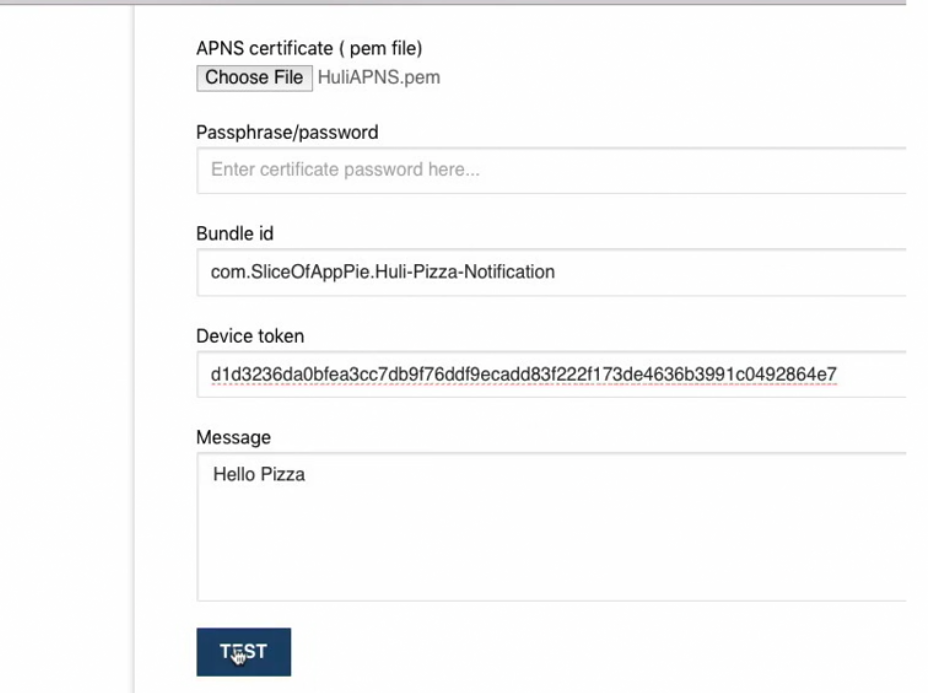 APNS certificate ( pem file)
Choose File HuliAPNS.pem
Passphrase/password
Enter certificate password here...
Bundle id
com.SliceOfAppPie.Huli-Pizza-Notification
Device token
d1d3236da0bfea3cc7db9f76ddf9ecadd83f222f173de4636b3991c0492864e7
Message
Hello Pizza
TEST